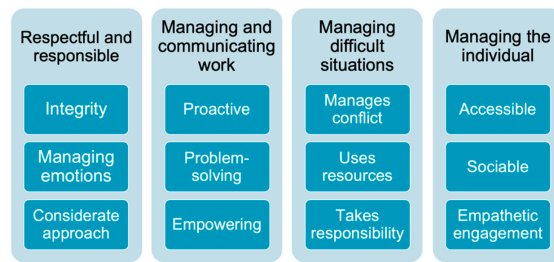 Respectful and
responsible
Integrity
Managing
emotions
Considerate
approach
Managing and
communicating
work
Proactive
Problem-
solving
Empowering
Managing
difficult
situations
Manages
conflict
Uses
resources
Takes
responsibility
Managing the
individual
Accessible
Sociable
Empathetic
engagement